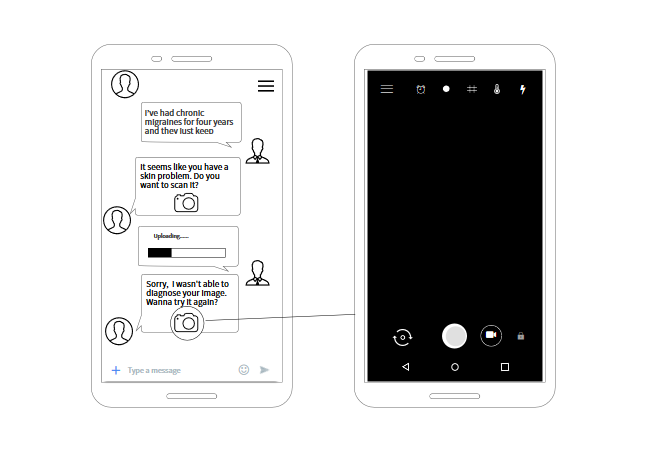 I've had chronic
migraines for four years
and they just keep
It seems like you have a
skin problem. Do you
want to scan it?
Uploading......
Sorry, I wasn't able to
diagnose your image.
Wanna try it again?
Type a message